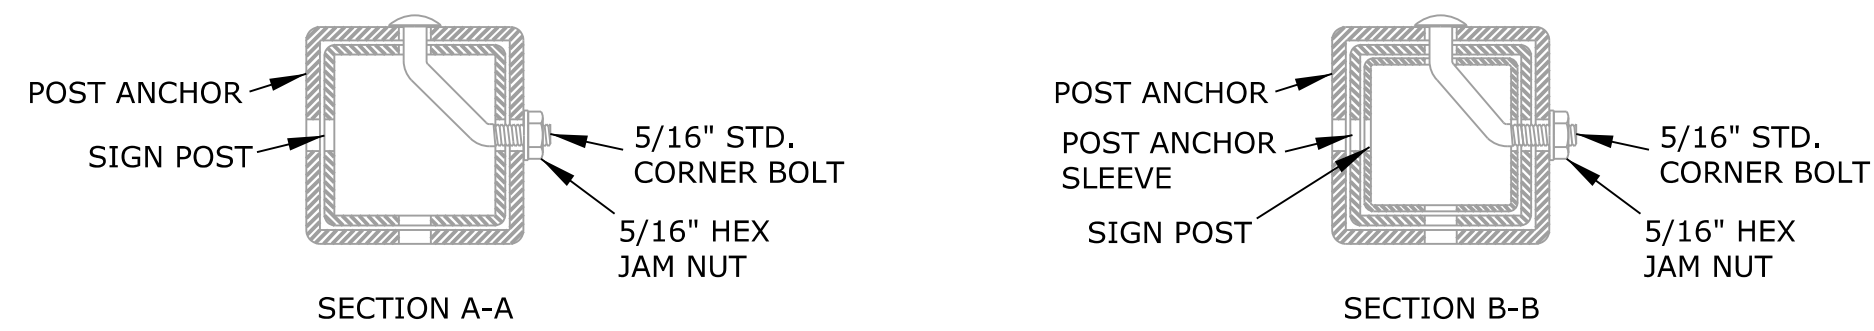 POST ANCHOR
SIGN POST
5/16" STD.
CORNER BOLT
5/16" HEX
JAM NUT
SECTION A-A
POST ANCHOR
POST ANCHOR
SLEEVE
SIGN POST
5/16" STD.
CORNER BOLT
5/16" HEX
JAM NUT
SECTION B-B